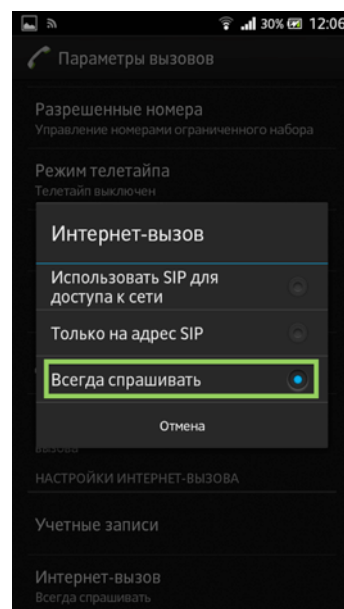 30% 12:06
Параметры вызовов
Разрешенные номера
Управление номерами ограниченного набора
Режим телетайпа
Телетайп выключен
Интернет-вызов
Использовать SIP для
доступа к сети
Только на адрес SIP
Всегда спрашивать
Отмена
вызова
НАСТРОЙКИ ИНТЕРНЕТ-ВЫЗОВА
Учетные записи
Интернет-вызов
Всегда спрашивать